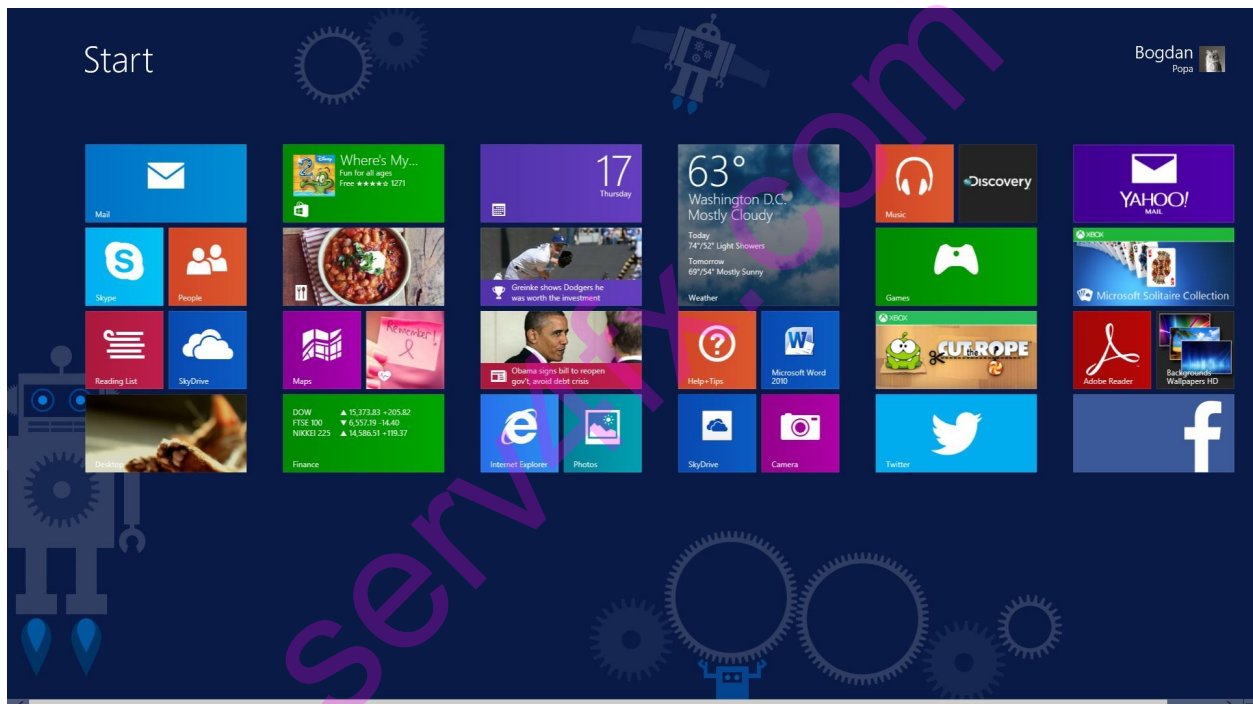 Start
Bogdan
Popa
Mail
Skype
People
Reading List
SkyDrive
Desktop
Disney
Where's My...
Fun for all ages
Free ★★★★☆ 1271
Maps
Remember!
DOW ▲ 15,373.83 +205.82
FTSE 100 ▼ 6,557.19 -14.40
NIKKEI 225 ▲ 14,586.51 +119.37
Finance
17
Thursday
Greinke shows Dodgers he
was worth the investment
Obama signs bill to reopen
gov't, avoid debt crisis
Internet Explorer
Photos
63°
Washington D.C.
Mostly Cloudy
Today
74°/52° Light Showers
Tomorrow
69°/54° Mostly Sunny
Weather
Help+Tips
Microsoft Word
2010
SkyDrive
Camera
Music
Discovery
Games
XBOX
CUT the ROPE
Twitter
YAHOO!
MAIL
XBOX
Microsoft Solitaire Collection
Adobe Reader
Backgrounds
Wallpapers HD
serv4fix.com